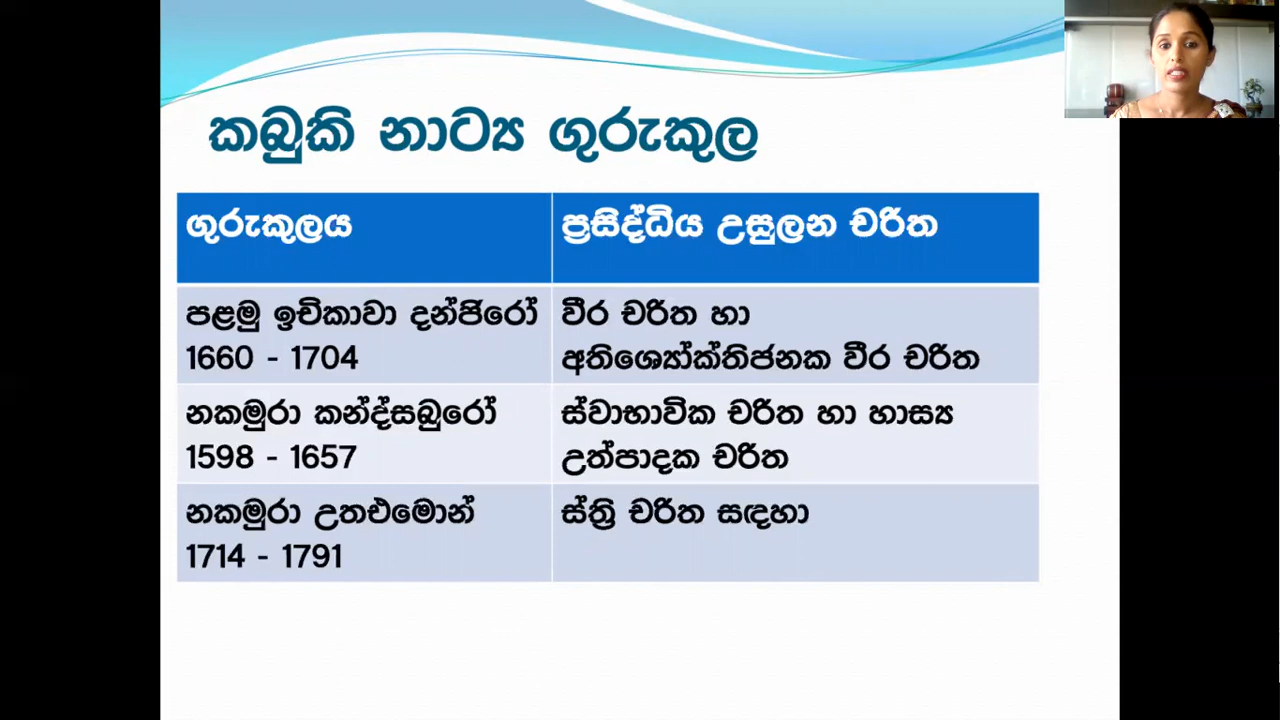 කබුකි නාට්‍ය ගුරුකුල
ගුරුකුලය
ප්‍රසිද්ධිය උසුලන චරිත
පළමු ඉචිකාවා දන්ජිරෝ
1660 - 1704
වීර චරිත හා
අතිශ්‍යෝක්තිජනක වීර චරිත
නකමුරා කන්ද්සබුරෝ
1598 - 1657
ස්වාභාවික චරිත හා හාස්‍ය
උත්පාදක චරිත
නකමුරා උතඑමොන්
1714 - 1791
ස්ත්‍රි චරිත සඳහා